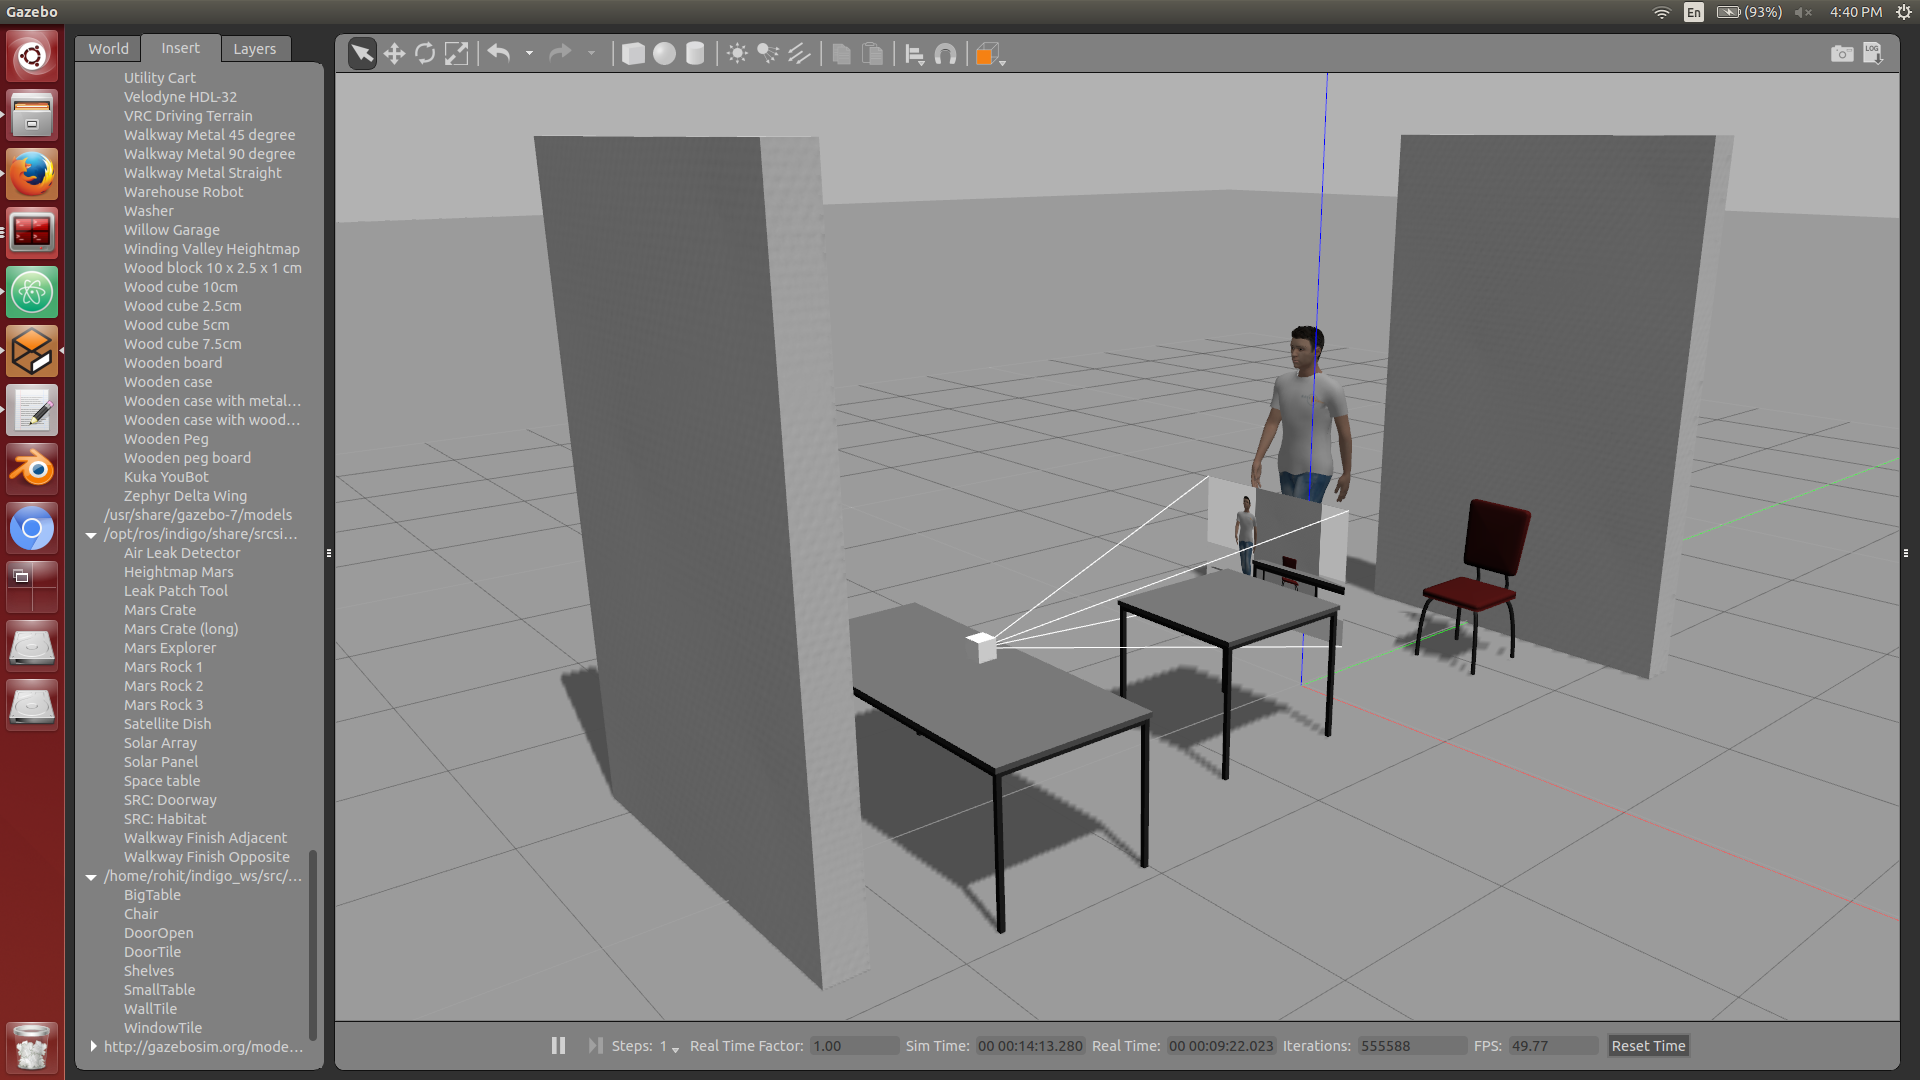 Gazebo
En
(93%)
4:40 PM
World
Insert
Layers
LOG
Utility Cart
Velodyne HDL-32
VRC Driving Terrain
Walkway Metal 45 degree
Walkway Metal 90 degree
Walkway Metal Straight
Warehouse Robot
Washer
Willow Garage
Winding Valley Heightmap
Wood block 10 x 2.5 x 1 cm
Wood cube 10cm
Wood cube 2.5cm
Wood cube 5cm
Wood cube 7.5cm
Wooden board
Wooden case
Wooden case with metal...
Wooden case with wood...
Wooden Peg
Wooden peg board
Kuka YouBot
Zephyr Delta Wing
/usr/share/gazebo-7/models
/opt/ros/indigo/share/srcsi...
Air Leak Detector
Heightmap Mars
Leak Patch Tool
Mars Crate
Mars Crate (long)
Mars Explorer
Mars Rock 1
Mars Rock 2
Mars Rock 3
Satellite Dish
Solar Array
Solar Panel
Space table
SRC: Doorway
SRC: Habitat
Walkway Finish Adjacent
Walkway Finish Opposite
/home/rohit/indigo_ws/src/...
BigTable
Chair
DoorOpen
DoorTile
Shelves
SmallTable
WallTile
WindowTile
http://gazebosim.org/mode...
Steps: 1 Real Time Factor: 1.00 Sim Time: 00 00:14:13.280 Real Time: 00 00:09:22.023 Iterations: 555588 FPS: 49.77 Reset Time